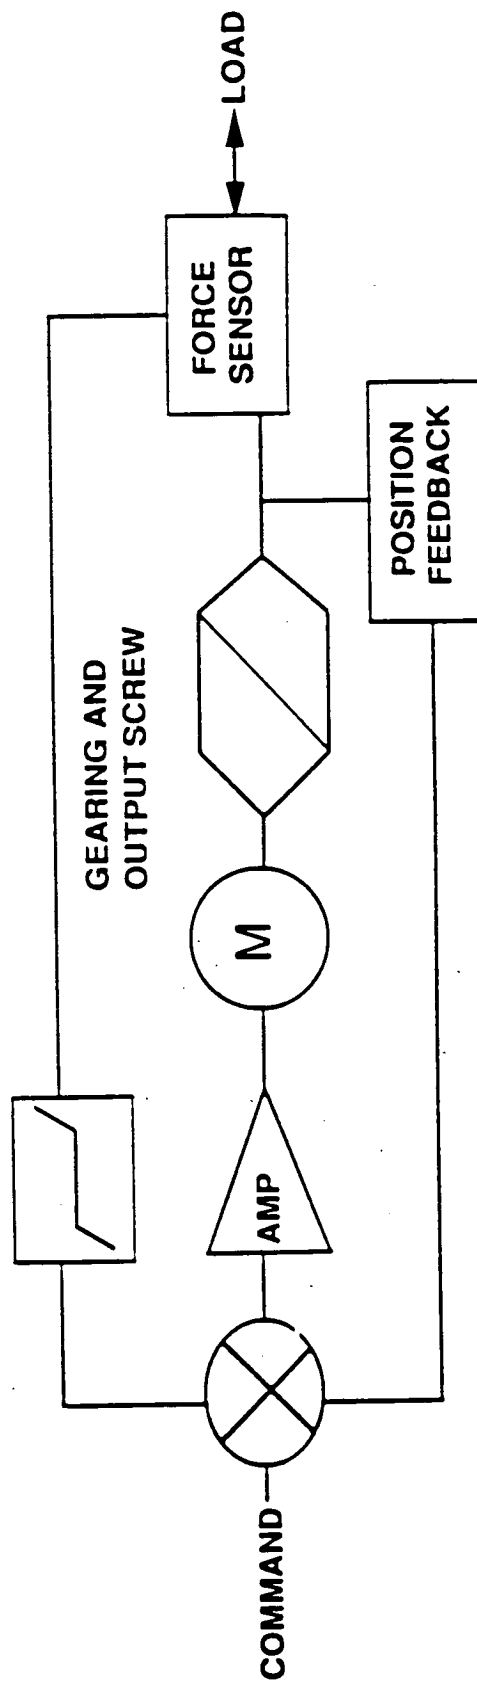 COMMAND
AMP
M
GEARING AND
OUTPUT SCREW
POSITION
FEEDBACK
FORCE
SENSOR
LOAD